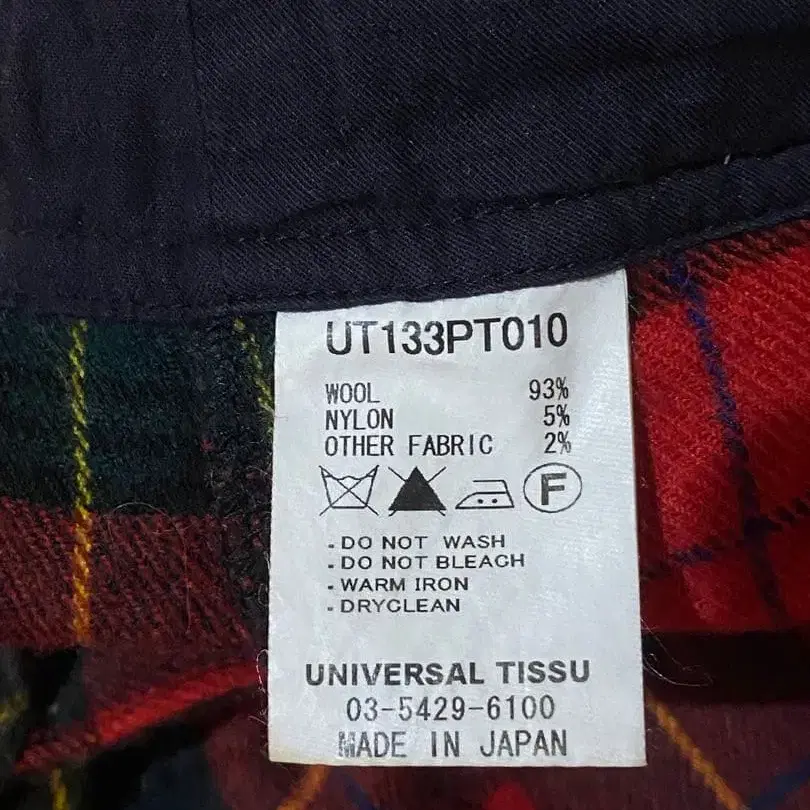 UT133PT010
WOOL 93%
NYLON 5%
OTHER FABRIC 2%
F
- DO NOT WASH
- DO NOT BLEACH
- WARM IRON
- DRYCLEAN
UNIVERSAL TISSU
03-5429-6100
MADE IN JAPAN